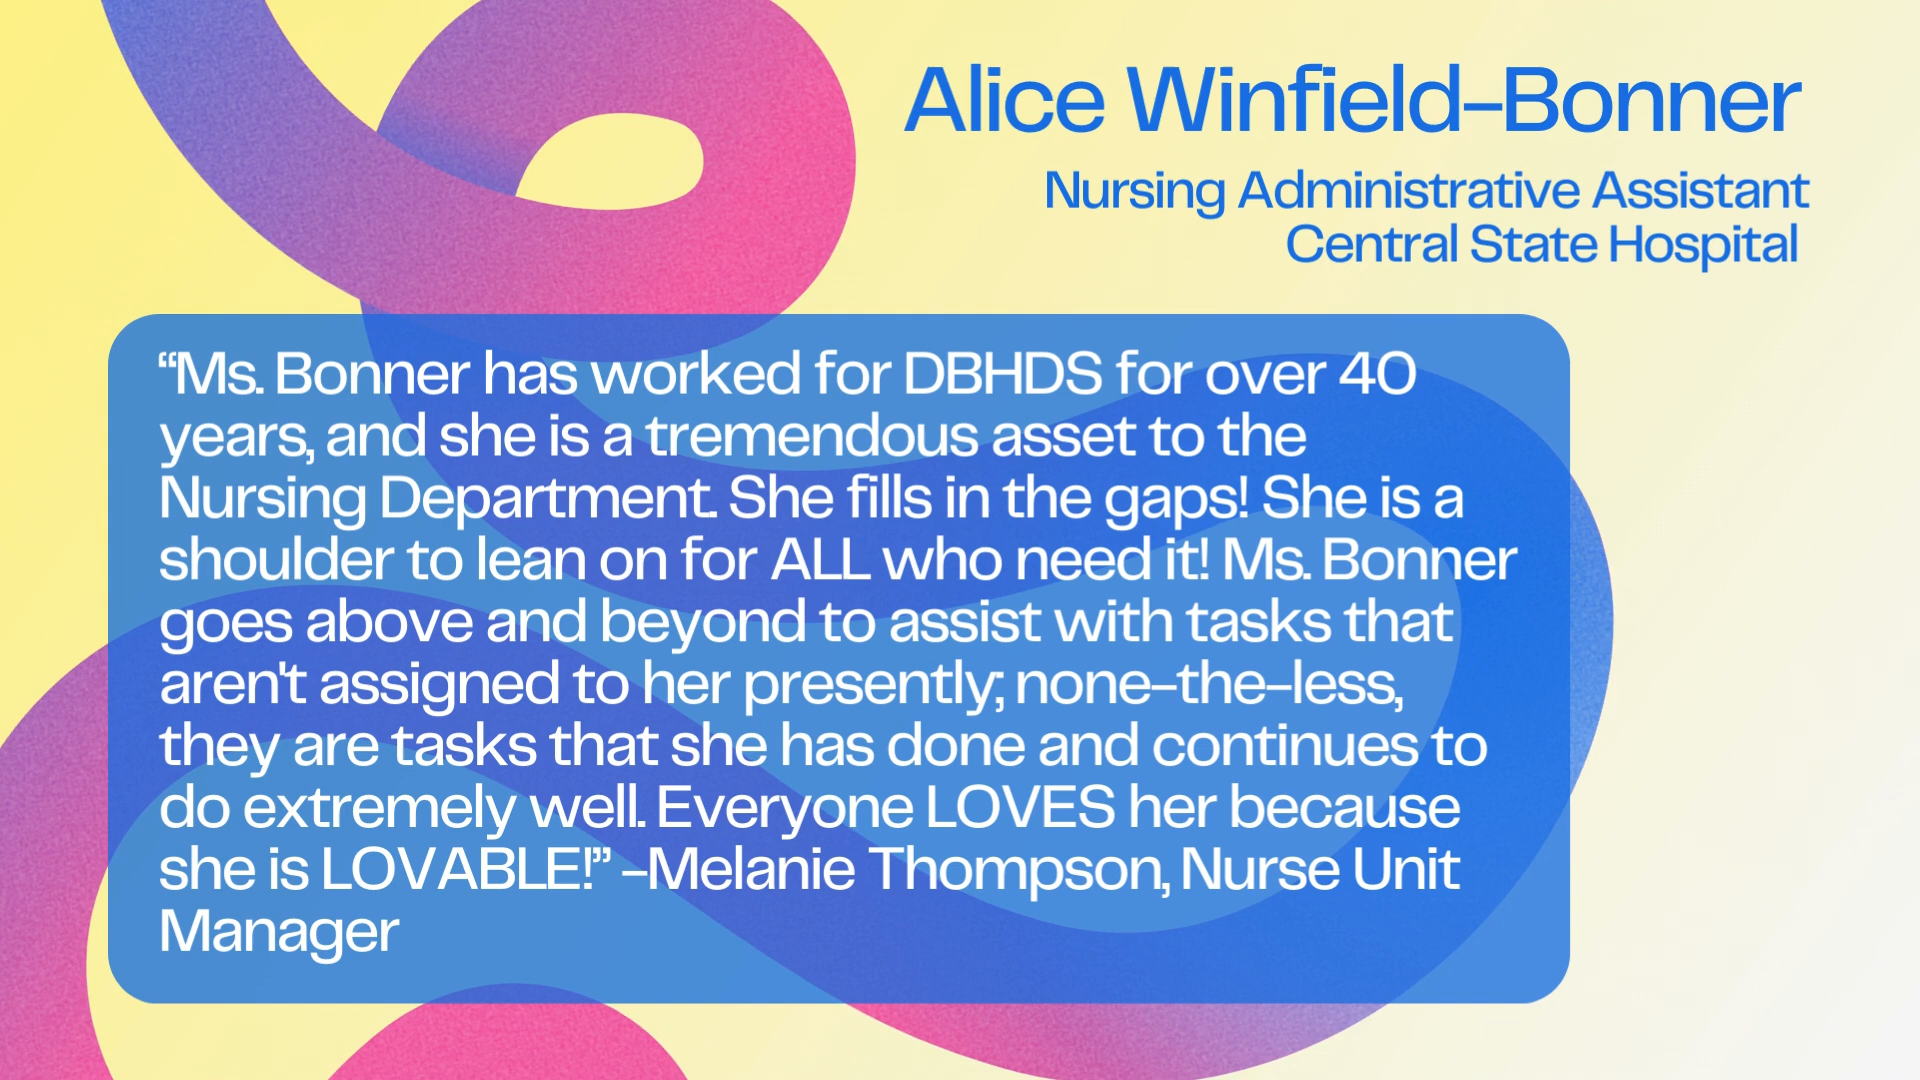 Alice Winfield-Bonner
Nursing Administrative Assistant
Central State Hospital
“Ms. Bonner has worked for DBHDS for over 40
years, and she is a tremendous asset to the
Nursing Department. She fills in the gaps! She is a
shoulder to lean on for ALL who need it! Ms. Bonner
goes above and beyond to assist with tasks that
aren't assigned to her presently; none-the-less,
they are tasks that she has done and continues to
do extremely well. Everyone LOVES her because
she is LOVABLE!” -Melanie Thompson, Nurse Unit
Manager